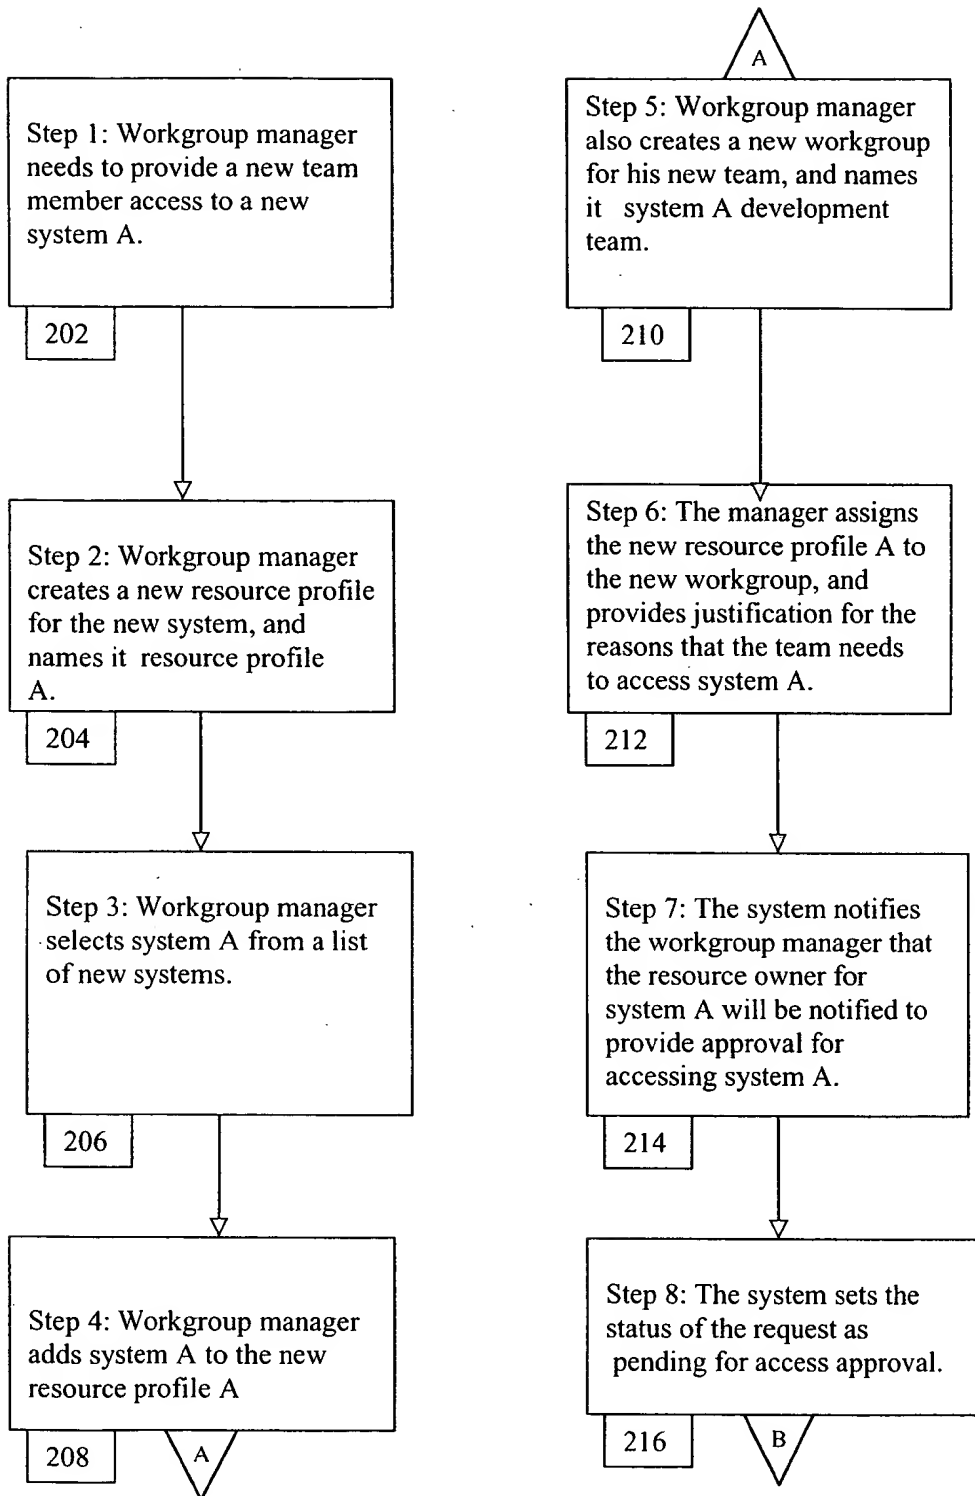 Step 1: Workgroup manager
needs to provide a new team
member access to a new
system A.
202
Step 2: Workgroup manager
creates a new resource profile
for the new system, and
names it resource profile
A.
204
Step 3: Workgroup manager
selects system A from a list
of new systems.
206
Step 4: Workgroup manager
adds system A to the new
resource profile A
208
A
A
Step 5: Workgroup manager
also creates a new workgroup
for his new team, and names
it system A development
team.
210
Step 6: The manager assigns
the new resource profile A to
the new workgroup, and
provides justification for the
reasons that the team needs
to access system A.
212
Step 7: The system notifies
the workgroup manager that
the resource owner for
system A will be notified to
provide approval for
accessing system A.
214
Step 8: The system sets the
status of the request as
pending for access approval.
216
B